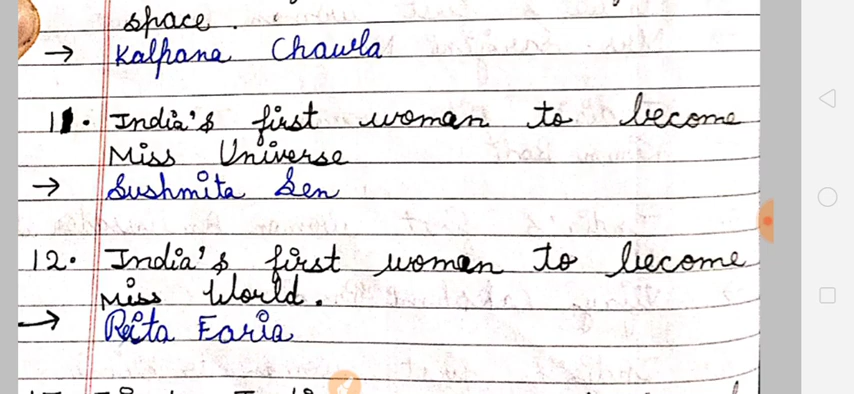 space.
→ Kalpana Chawla
11. India's first woman to become
Miss Universe
→ Sushmita Sen
12. India's first woman to become
Miss World.
→ Reita Faria